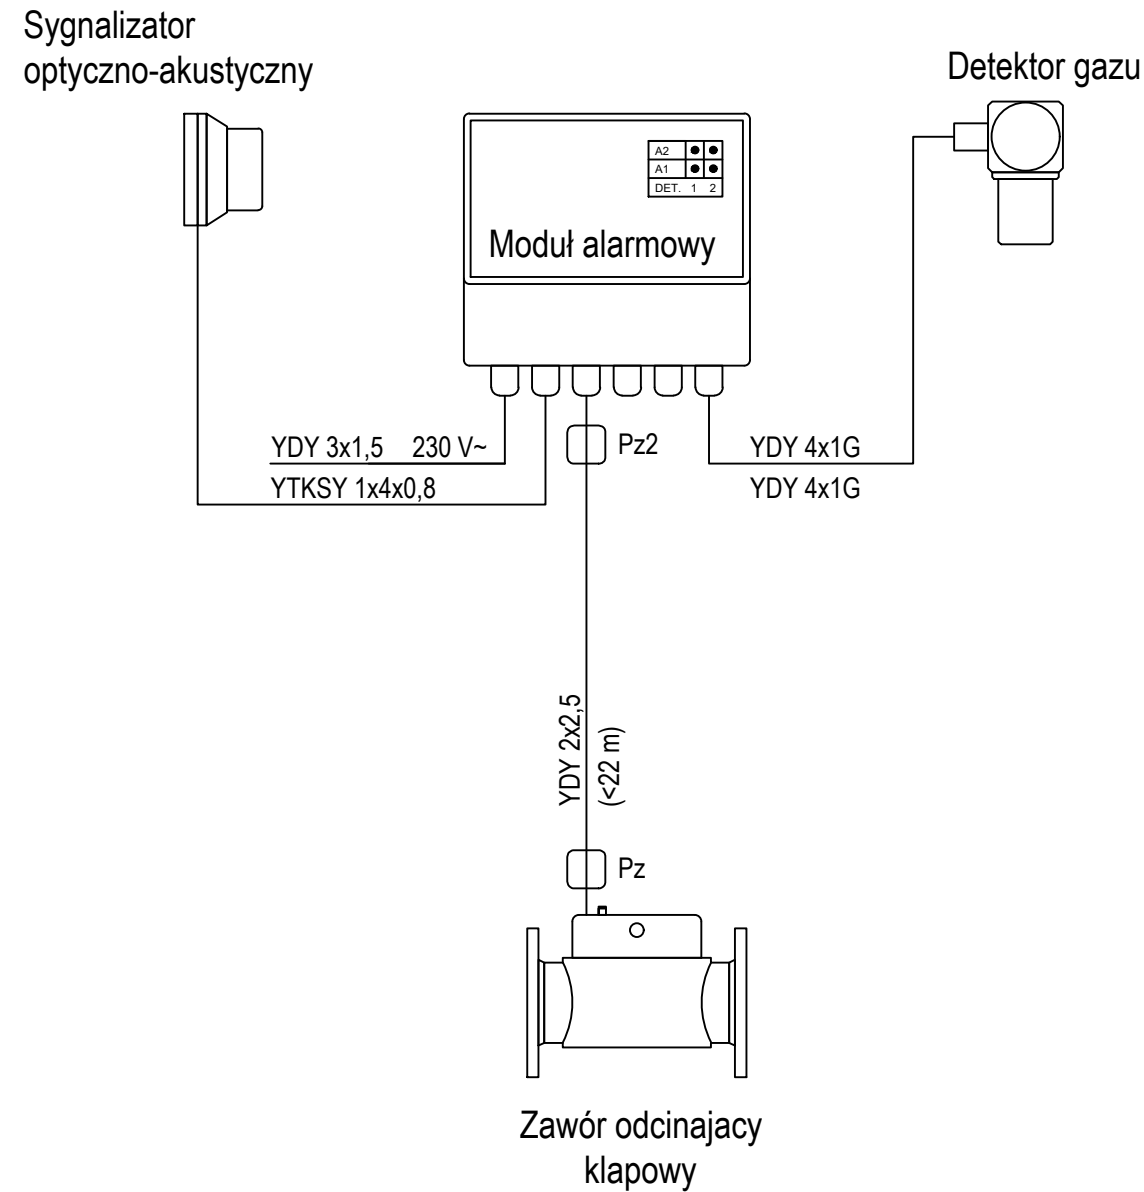 Sygnalizator
optyczno-akustyczny
Detektor gazu
A2
A1
DET. 1 2
Moduł alarmowy
YDY 3x1,5 230 V~
YTKSY 1x4x0,8
Pz2
YDY 4x1G
YDY 4x1G
YDY 2x2,5
(<22 m)
Pz
Zawór odcinajacy
klapowy